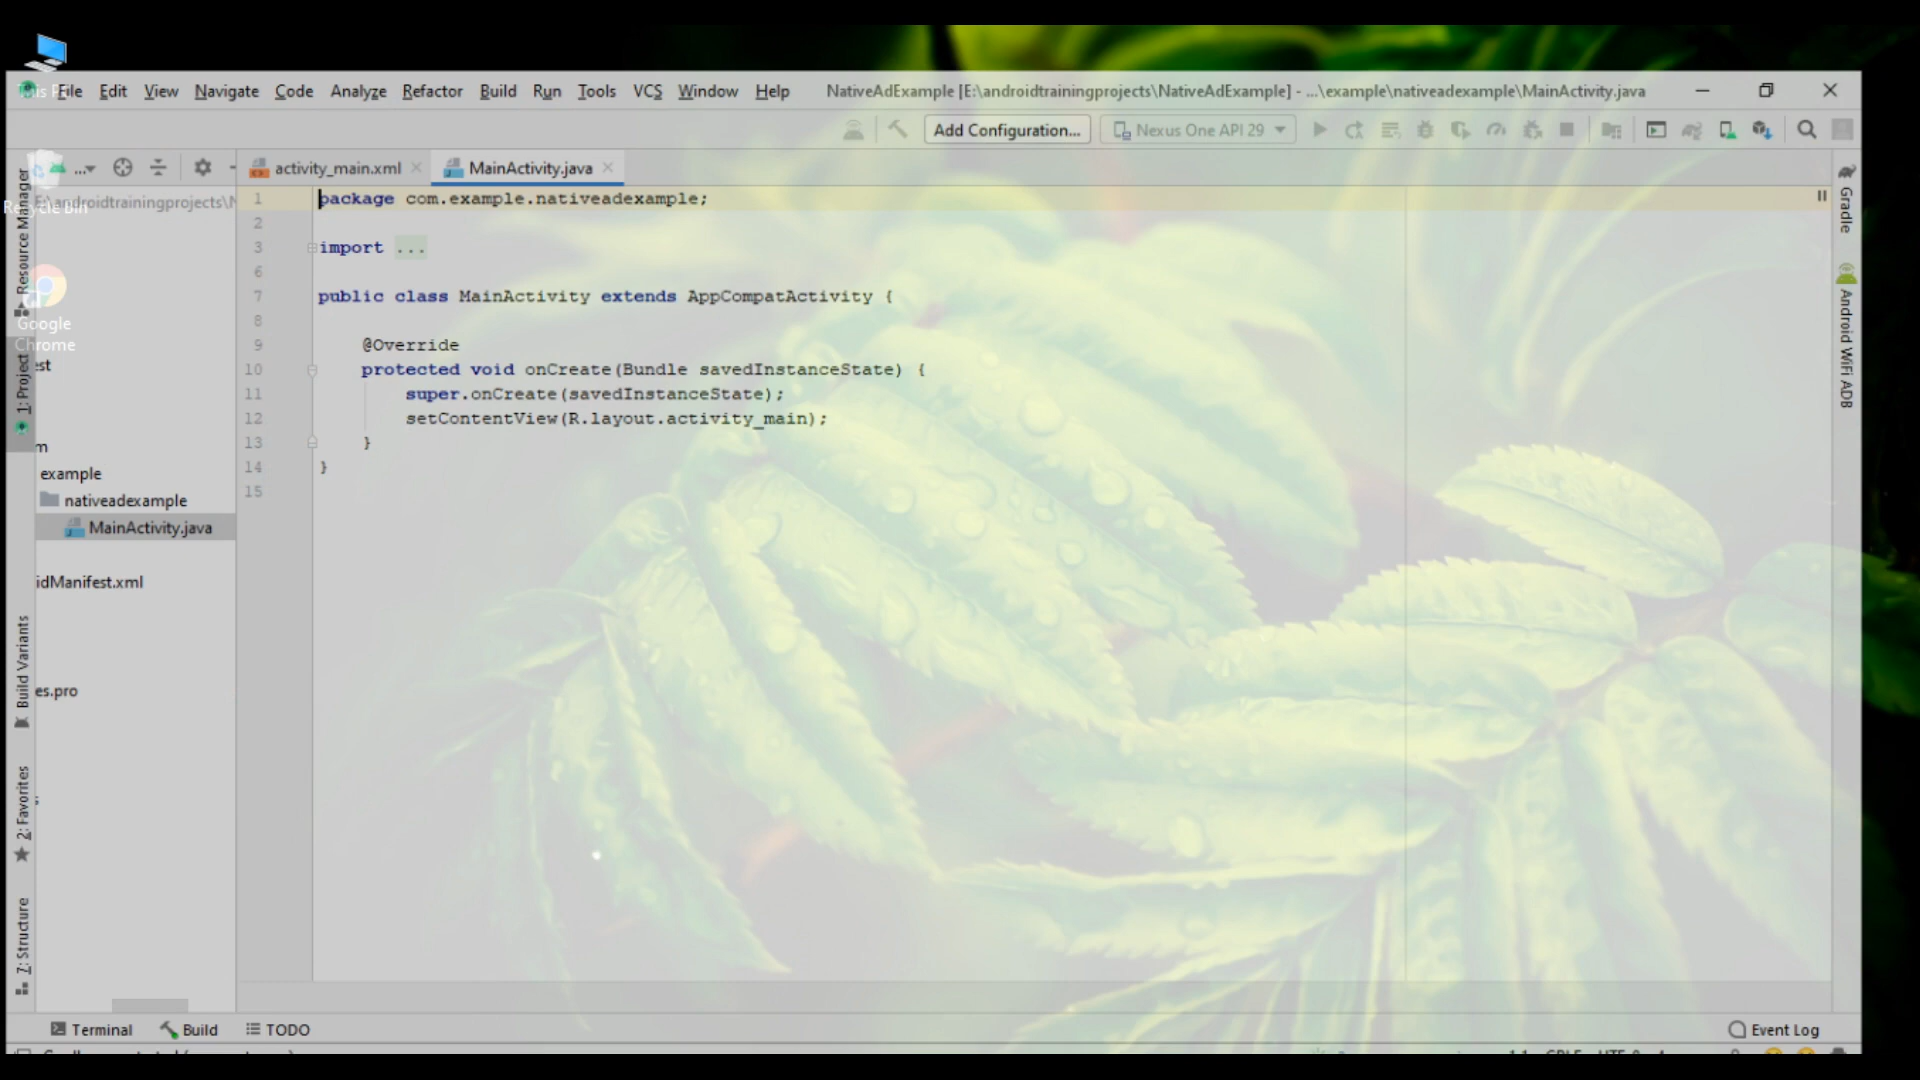 File Edit View Navigate Code Analyze Refactor Build Run Tools VCS Window Help NativeAdExample [E:\androidtrainingprojects\NativeAdExample] - ...\example\nativeadexample\MainActivity.java
Add Configuration... Nexus One API 29
... activity_main.xml MainActivity.java
E:\androidtrainingprojects\N
Recycle Bin
Google
Chrome
est
m
example
nativeadexample
MainActivity.java
idManifest.xml
es.pro
Resource Manager
1: Project
Build Variants
2: Favorites
7: Structure
1 package com.example.nativeadexample;
2
3 import ...
6
7 public class MainActivity extends AppCompatActivity {
8
9 @Override
10 protected void onCreate(Bundle savedInstanceState) {
11 super.onCreate(savedInstanceState);
12 setContentView(R.layout.activity_main);
13 }
14 }
15
Gradle
Android WiFi ADB
Terminal Build TODO Event Log